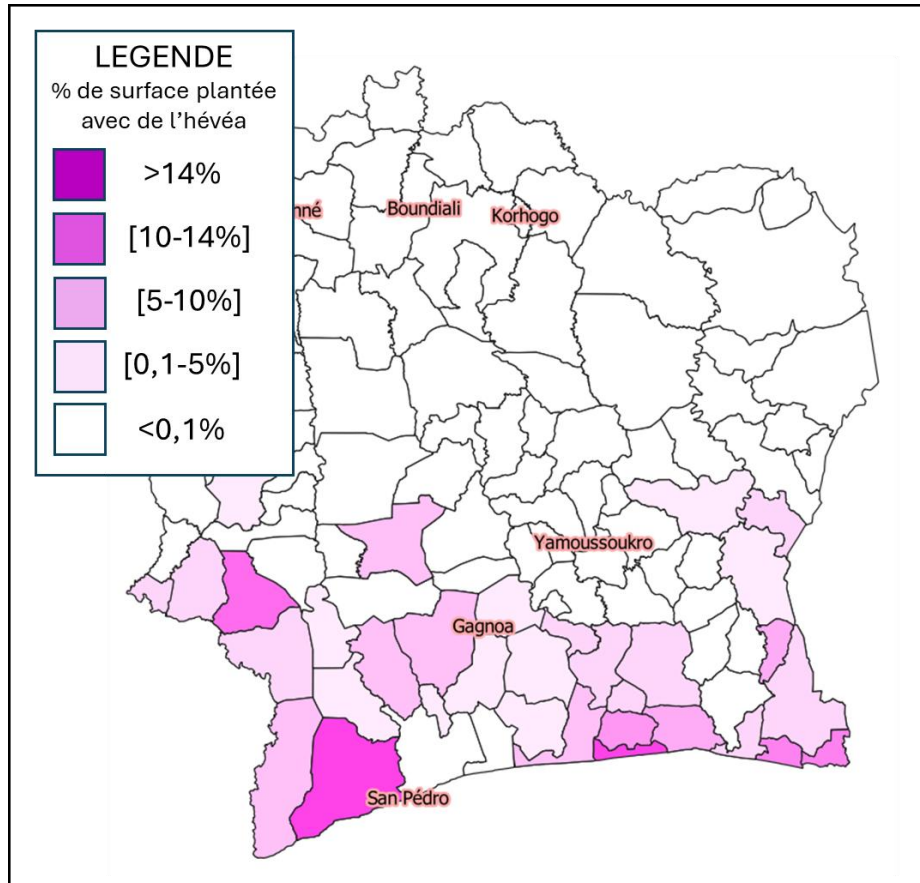 LEGENDE
% de surface plantée
avec de l'hévéa
>14%
[10-14%]
[5-10%]
[0,1-5%]
<0,1%
nné
Boundiali
Korhogo
Yamoussoukro
Gagnoa
San Pédro